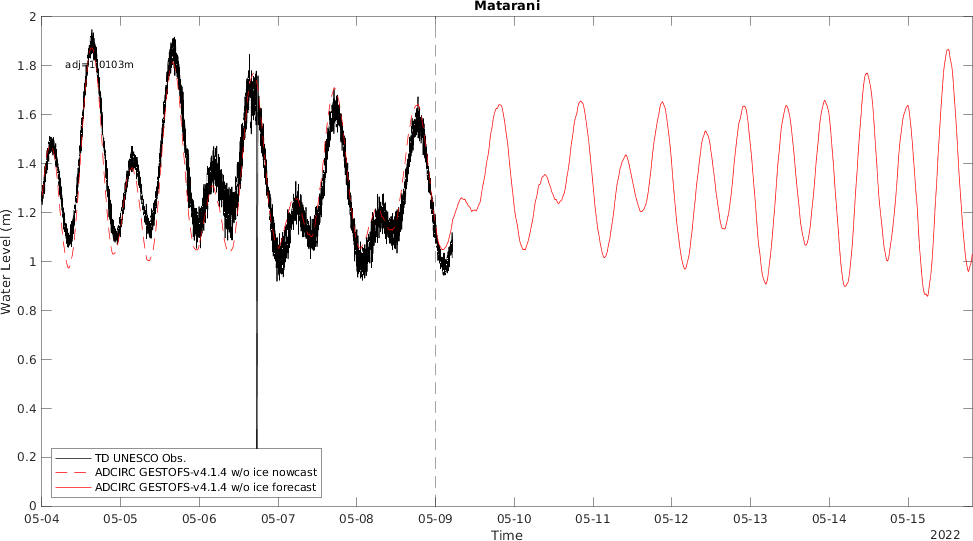 Matarani
2
1.8
1.6
1.4
1.2
1
0.8
0.6
0.4
0.2
0
Water Level (m)
adj=1.0103m
TD UNESCO Obs.
ADCIRC GESTOFS-v4.1.4 w/o ice nowcast
ADCIRC GESTOFS-v4.1.4 w/o ice forecast
05-04 05-05 05-06 05-07 05-08 05-09 05-10 05-11 05-12 05-13 05-14 05-15
Time
2022